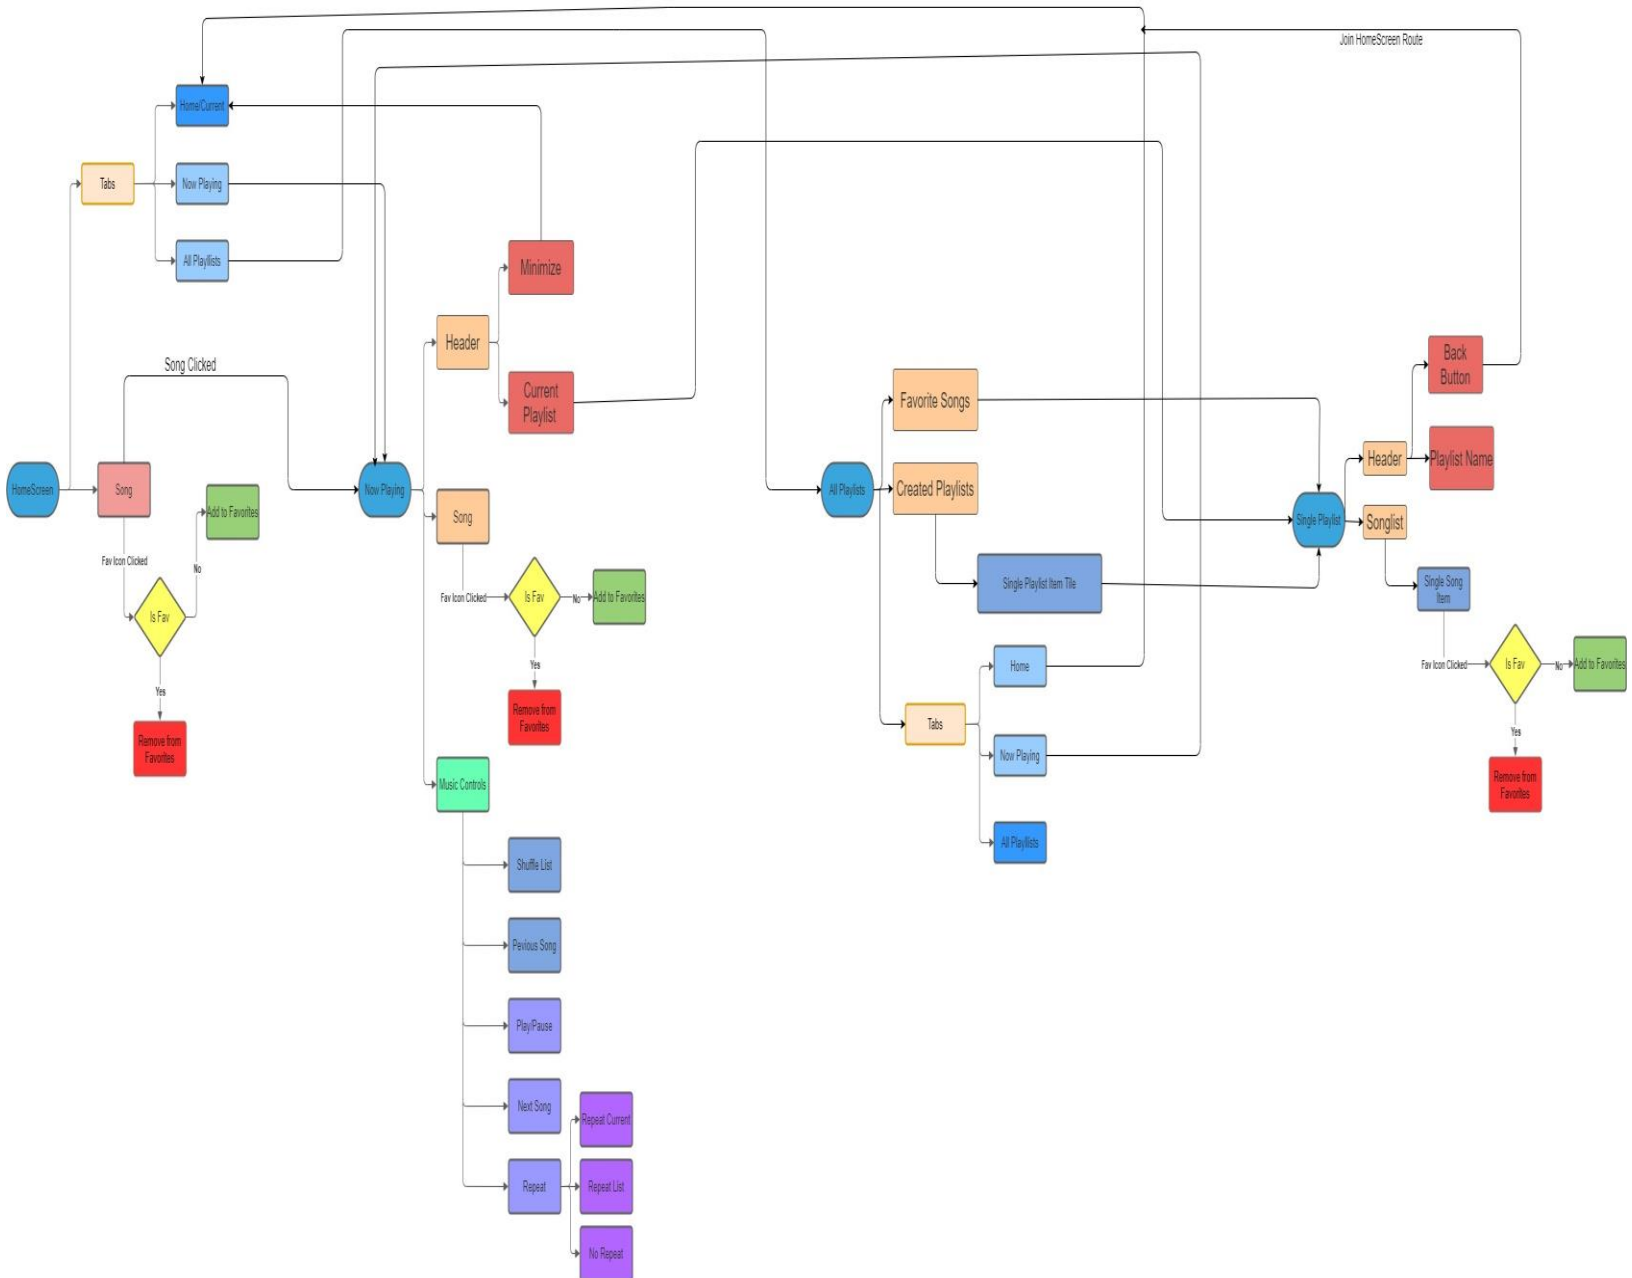 Join HomeScreen Route
Home/Current
Tabs
Now Playing
All Playllists
Minimize
Header
Current
Playlist
Song Clicked
HomeScreen
Song
Add to Favorites
Fav Icon Clicked
No
Is Fav
Yes
Remove from
Favorites
Now Playing
Song
Fav Icon Clicked
Is Fav
No
Add to Favorites
Yes
Remove from
Favorites
Music Controls
Shuffle List
Pevious Song
Play/Pause
Next Song
Repeat
Repeat Current
Repeat List
No Repeat
All Playlists
Favorite Songs
Created Playlists
Single Playlist Item Tile
Tabs
Home
Now Playing
All Playllists
Single Playlist
Header
Back
Button
Playlist Name
Songlist
Single Song
Item
Fav Icon Clicked
Is Fav
No
Add to Favorites
Yes
Remove from
Favorites